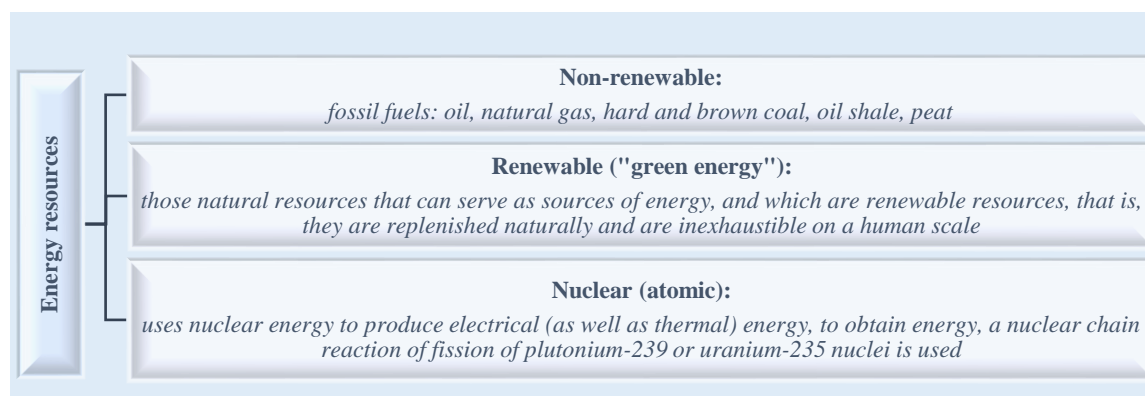 Energy resources
Non-renewable:
fossil fuels: oil, natural gas, hard and brown coal, oil shale, peat
Renewable ("green energy"):
those natural resources that can serve as sources of energy, and which are renewable resources, that is,
they are replenished naturally and are inexhaustible on a human scale
Nuclear (atomic):
uses nuclear energy to produce electrical (as well as thermal) energy, to obtain energy, a nuclear chain
reaction of fission of plutonium-239 or uranium-235 nuclei is used